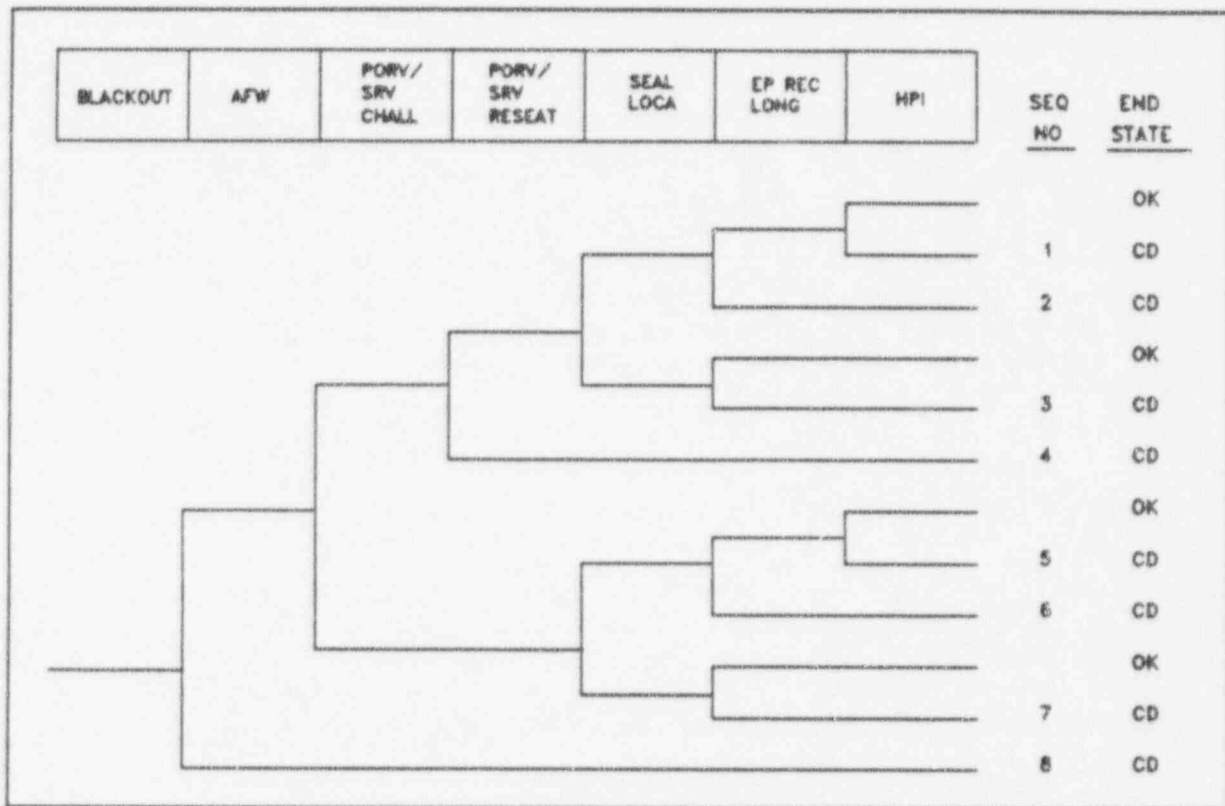 BLACKOUT
AFW
PORV/
SRV
CHALL
PORV/
SRV
RESEAT
SEAL
LOCA
EP REC
LONG
HPI
SEQ
NO
END
STATE
OK
1 CD
2 CD
OK
3 CD
4 CD
OK
5 CD
6 CD
OK
7 CD
8 CD